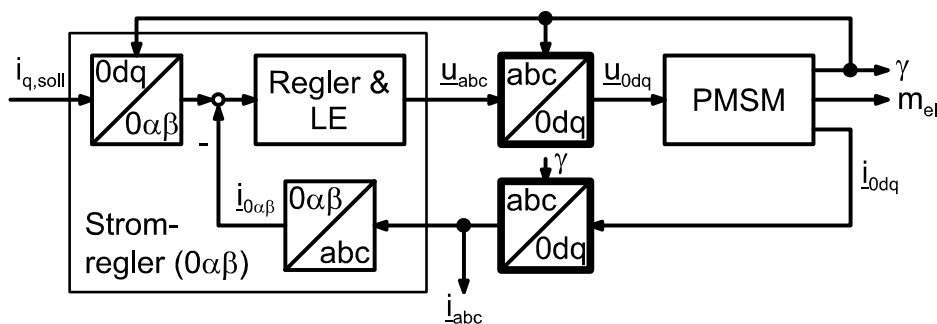 i_q,soll
0dq
0αβ
Regler &
LE
u_abc
abc
0dq
u_0dq
PMSM
γ
m_el
-
i_0αβ
0αβ
abc
γ
abc
0dq
i_0dq
Strom-
regler (0αβ)
i_abc